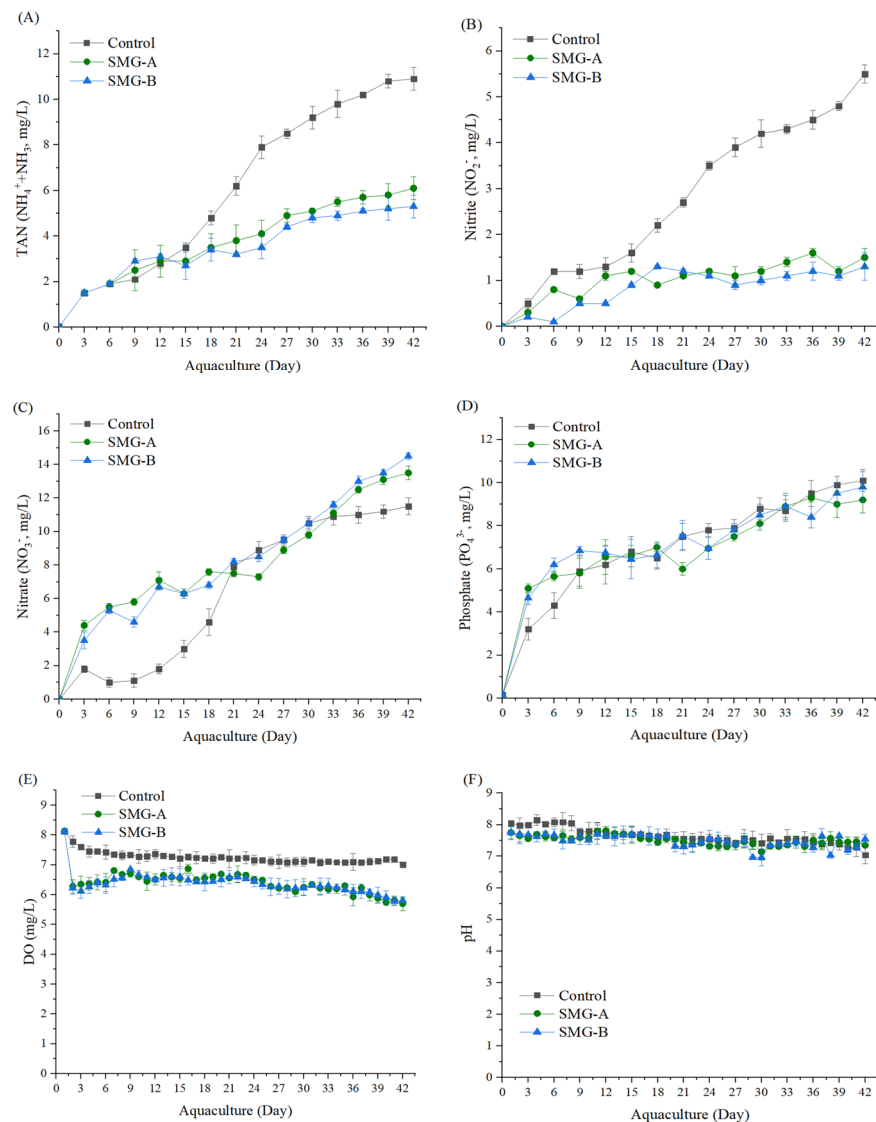 (A)
Control
SMG-A
SMG-B
TAN (NH₄⁺+NH₃, mg/L)
12
10
8
6
4
2
0
0 3 6 9 12 15 18 21 24 27 30 33 36 39 42
Aquaculture (Day)
(B)
Control
SMG-A
SMG-B
Nitrite (NO₂⁻, mg/L)
6
5
4
3
2
1
0
0 3 6 9 12 15 18 21 24 27 30 33 36 39 42
Aquaculture (Day)
(C)
Control
SMG-A
SMG-B
Nitrate (NO₃⁻, mg/L)
16
14
12
10
8
6
4
2
0
0 3 6 9 12 15 18 21 24 27 30 33 36 39 42
Aquaculture (Day)
(D)
Control
SMG-A
SMG-B
Phosphate (PO₄³⁻, mg/L)
12
10
8
6
4
2
0
0 3 6 9 12 15 18 21 24 27 30 33 36 39 42
Aquaculture (Day)
(E)
Control
SMG-A
SMG-B
DO (mg/L)
9
8
7
6
5
4
3
2
1
0
0 3 6 9 12 15 18 21 24 27 30 33 36 39 42
Aquaculture (Day)
(F)
Control
SMG-A
SMG-B
pH
9
8
7
6
5
4
3
2
1
0
0 3 6 9 12 15 18 21 24 27 30 33 36 39 42
Aquaculture (Day)